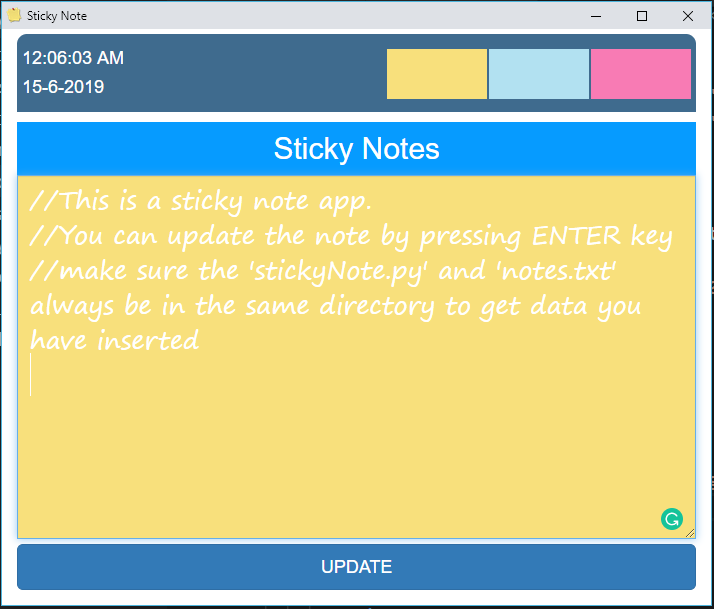 Sticky Note
12:06:03 AM
15-6-2019
Sticky Notes
//This is a sticky note app.
//You can update the note by pressing ENTER key
//make sure the 'stickyNote.py' and 'notes.txt'
always be in the same directory to get data you
have inserted
UPDATE